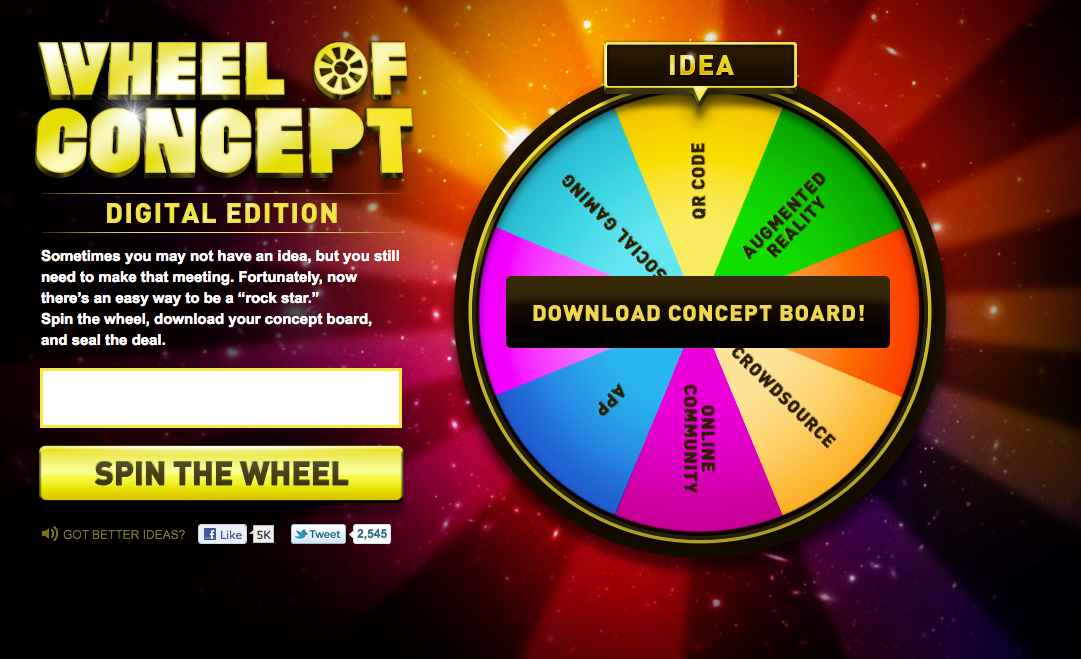 WHEEL OF
CONCEPT
DIGITAL EDITION
Sometimes you may not have an idea, but you still
need to make that meeting. Fortunately, now
there's an easy way to be a “rock star.”
Spin the wheel, download your concept board,
and seal the deal.
SPIN THE WHEEL
GOT BETTER IDEAS?
Like
5K
Tweet
2,545
IDEA
QR CODE
AUGMENTED
REALITY
SOCIAL GAMING
DOWNLOAD CONCEPT BOARD!
CROWDSOURCE
ONLINE
COMMUNITY
APP